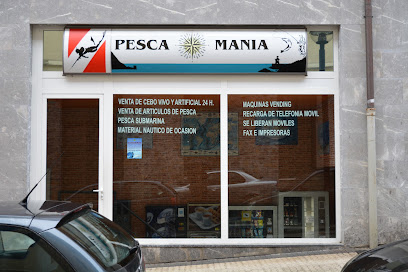 PESCA MANIA
VENTA DE CEBO VIVO Y ARTIFICIAL 24 H.
VENTA DE ARTICULOS DE PESCA
PESCA SUBMARINA
MATERIAL NAUTICO DE OCASION
MAQUINAS VENDING
RECARGA DE TELEFONIA MOVIL
SE LIBERAN MOVILES
FAX E IMPRESORAS